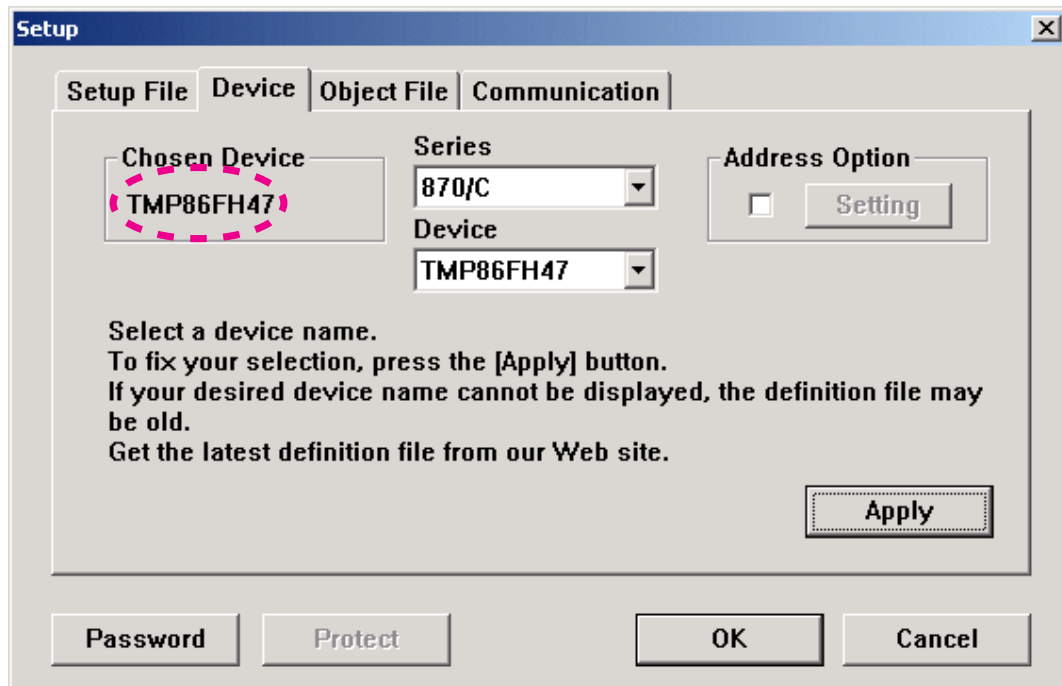 Setup
Setup File Device Object File Communication
Chosen Device
TMP86FH47
Series
870/C
Device
TMP86FH47
Address Option
Setting
Select a device name.
To fix your selection, press the [Apply] button.
If your desired device name cannot be displayed, the definition file may
be old.
Get the latest definition file from our Web site.
Apply
Password Protect OK Cancel